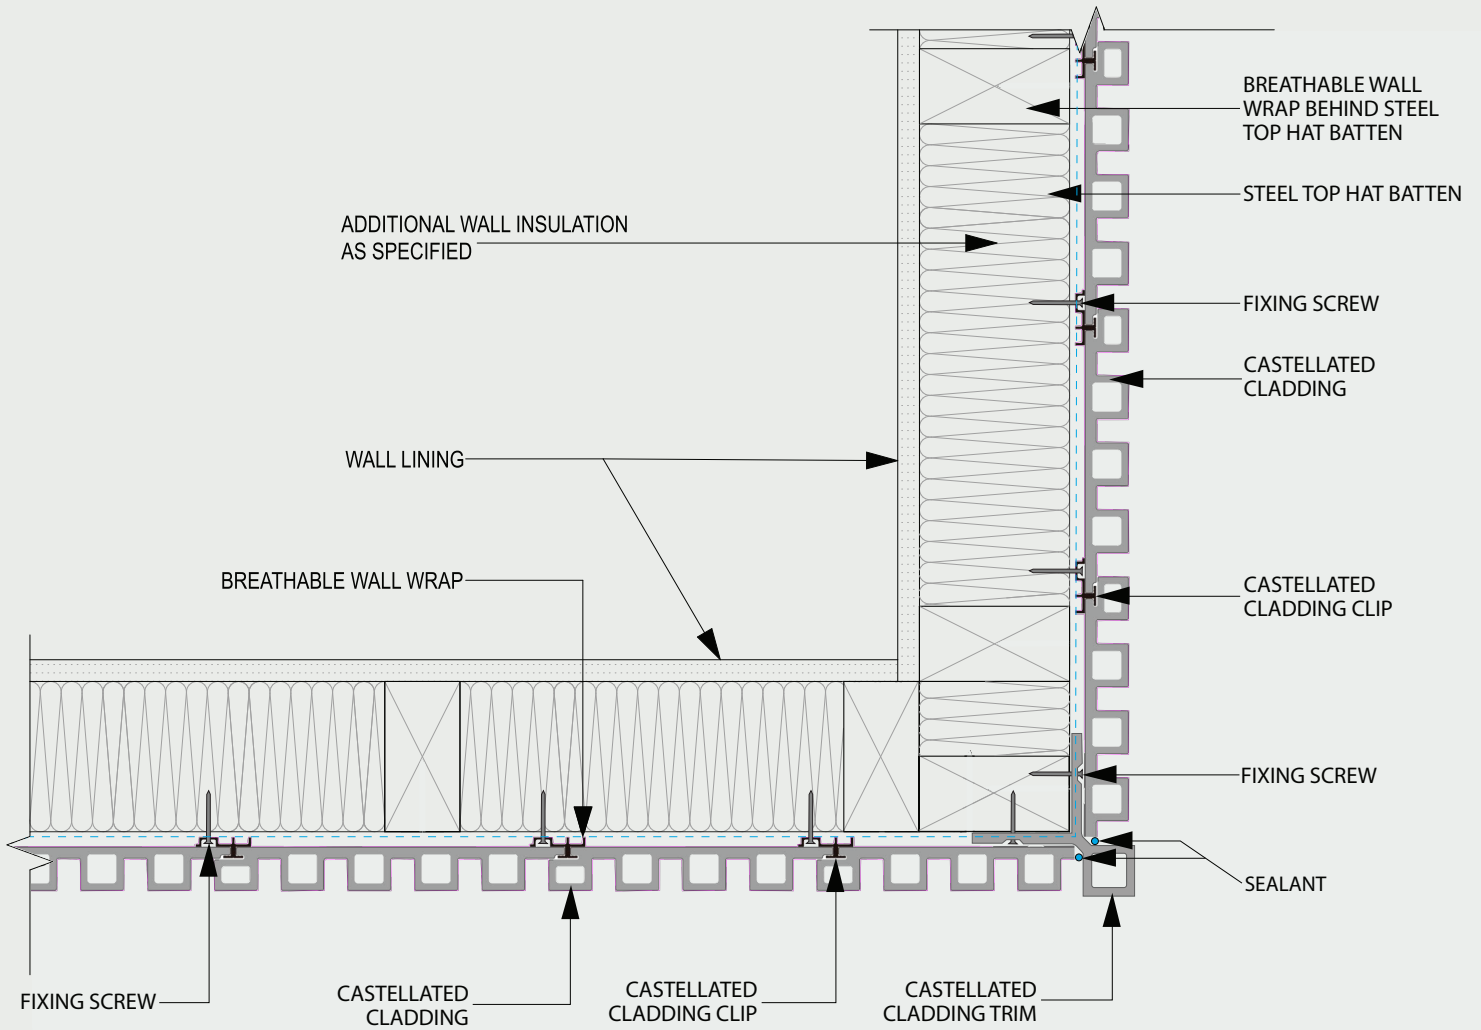 BREATHABLE WALL
WRAP BEHIND STEEL
TOP HAT BATTEN
STEEL TOP HAT BATTEN
ADDITIONAL WALL INSULATION
AS SPECIFIED
FIXING SCREW
CASTELLATED
CLADDING
WALL LINING
BREATHABLE WALL WRAP
CASTELLATED
CLADDING CLIP
FIXING SCREW
SEALANT
FIXING SCREW
CASTELLATED
CLADDING
CASTELLATED
CLADDING CLIP
CASTELLATED
CLADDING TRIM